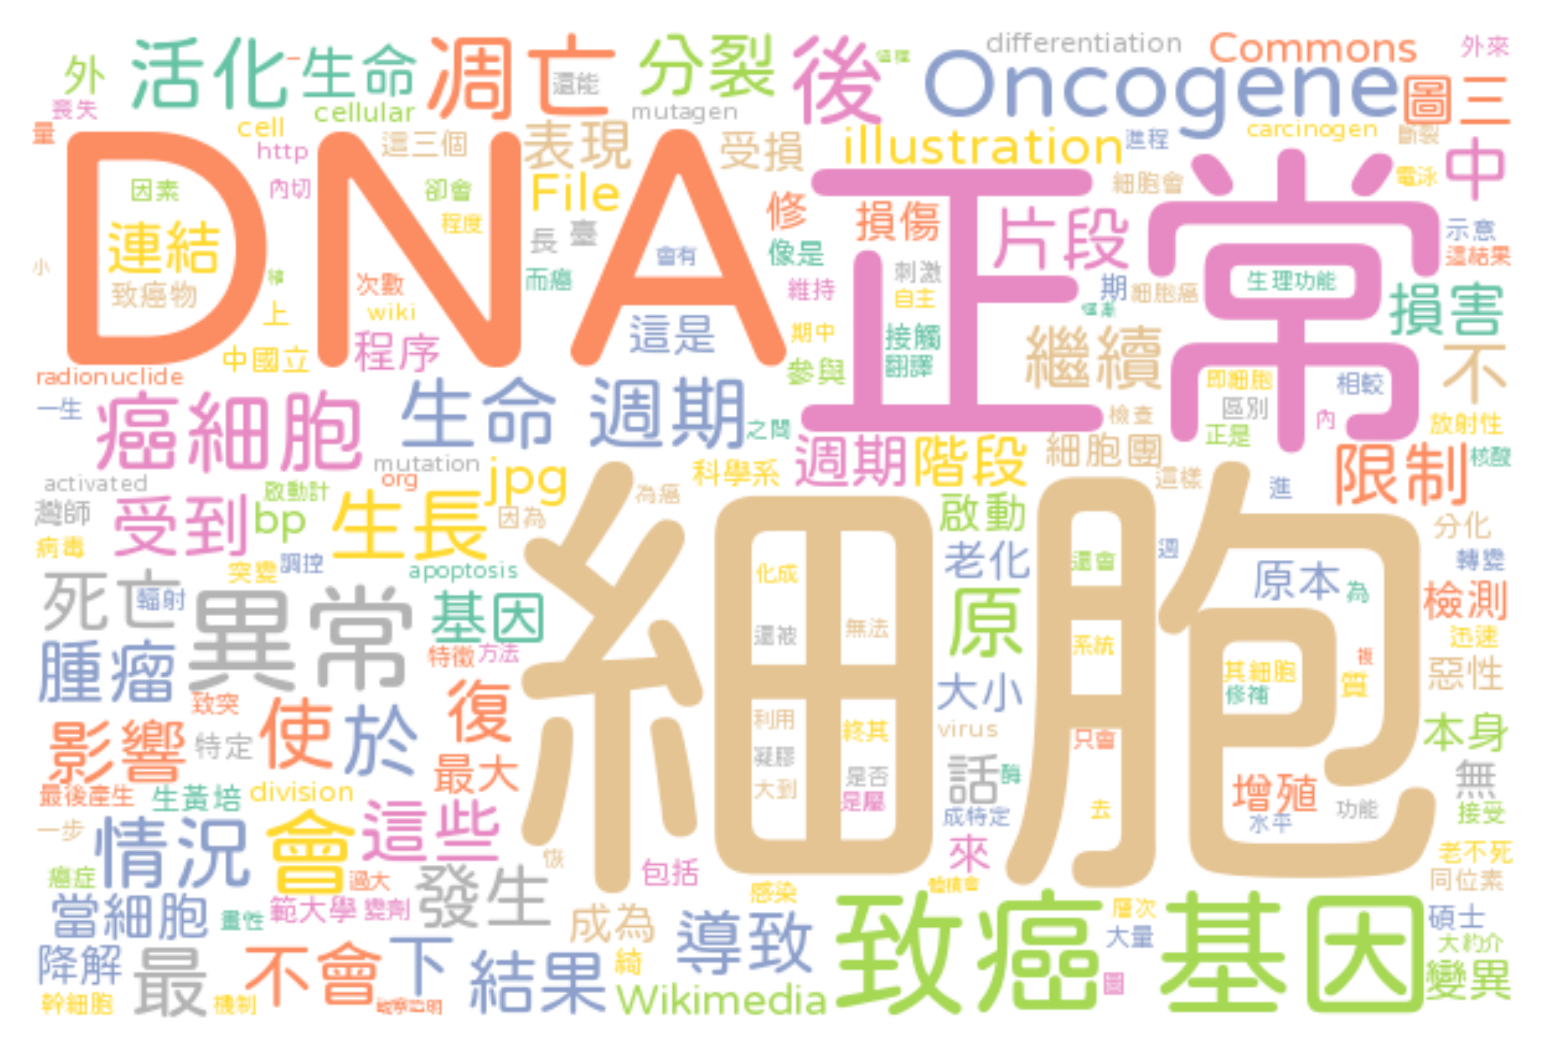 differentiation
Commons
外來
外
活化
一
生命
凋亡
還能
分裂
後
Oncogene
圖三
喪失
cellular
mutagen
量
cell
http
這三個
表現
受損
illustration
進程
carcinogen
斷裂
中
DNA
正常
細胞會
電泳
因素
內切
卻會
File
修
損傷
片段
程度
示意
連結
長
臺
會有
像是
這結果
小
致癌物
次數
而癌
維持
刺激
自主
期
細胞癌
生理功能
損害
上
wiki
這是
期中
接觸
繼續
中國立
程序
參與
翻譯
不
radionuclide
即細胞
相較
一生
癌細胞
生命
週期
之間
檢查
區別
內
正是
放射性
mutation
org
jpg
科學系
週期
階段
細胞團
這樣
限制
核酸
activated
啟動計
為癌
進
灣師
受到
bp
生長
因為
細胞
啟動
分化
病毒
突變
調控
apoptosis
化成
老化
還會
週
轉變
死亡
輻射
異常
基因
原
原本
為
檢測
還被
無法
系統
迅速
腫瘤
特徵
方法
大小
其細胞
修補
質
惡性
致突
使
於
復
利用
終其
virus
只會
本身
影響
特定
最大
凝膠
是否
話
酶
增殖
無
最後產生
生黃培
division
大到
是屬
成特定
去
水平
功能
接受
一步
情況
會
這些
恢
來
老不死
癌症
過大
發生
包括
感染
同位素
當細胞
畫性
範大學
變劑
成為
導致
致癌
基因
層次
大量
碩士
大約介
降解
最
不會
下
結果
綺
Wikimedia
圖
變異
幹細胞
機制